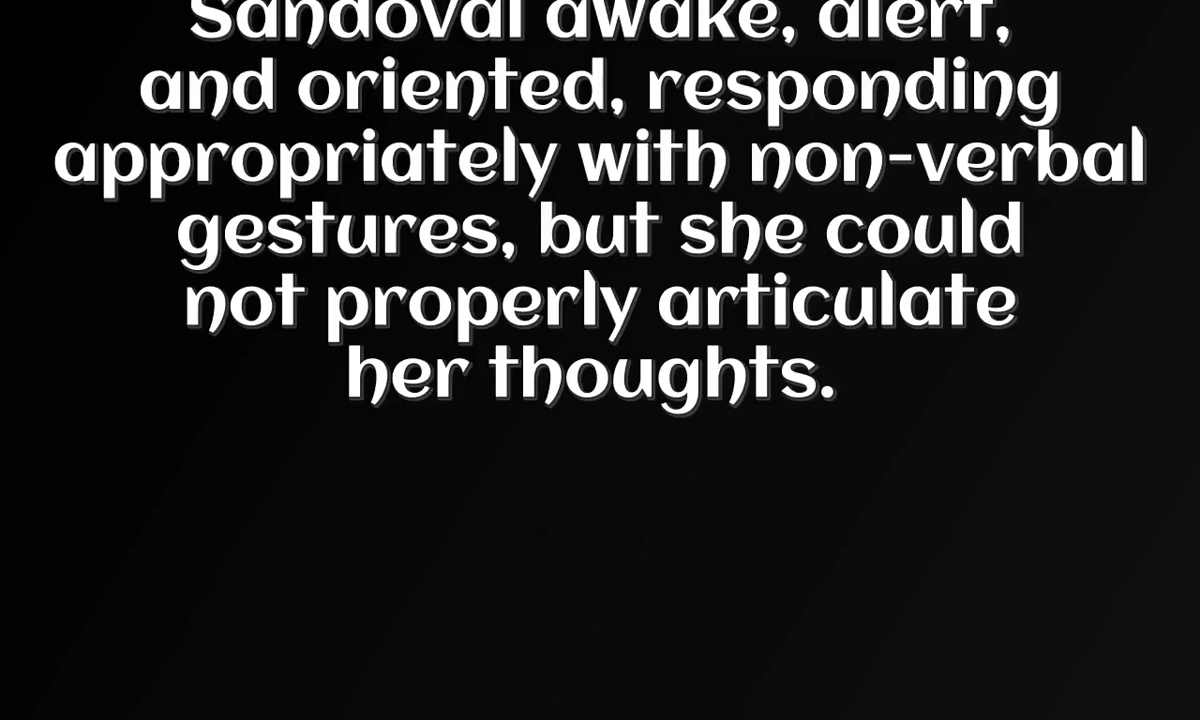 Sandoval awake, alert,
and oriented, responding
appropriately with non-verbal
gestures, but she could
not properly articulate
her thoughts.